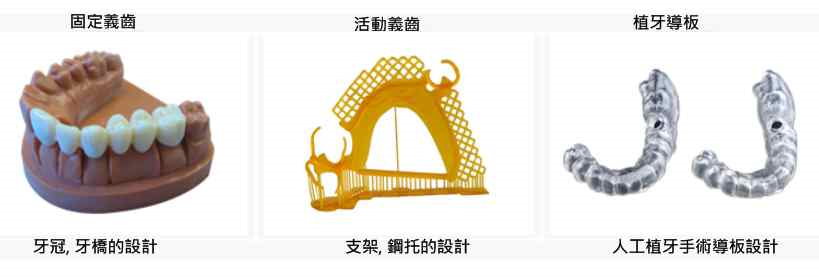 固定義齒
活動義齒
植牙導板
牙冠, 牙橋的設計
支架, 鋼托的設計
人工植牙手術導板設計